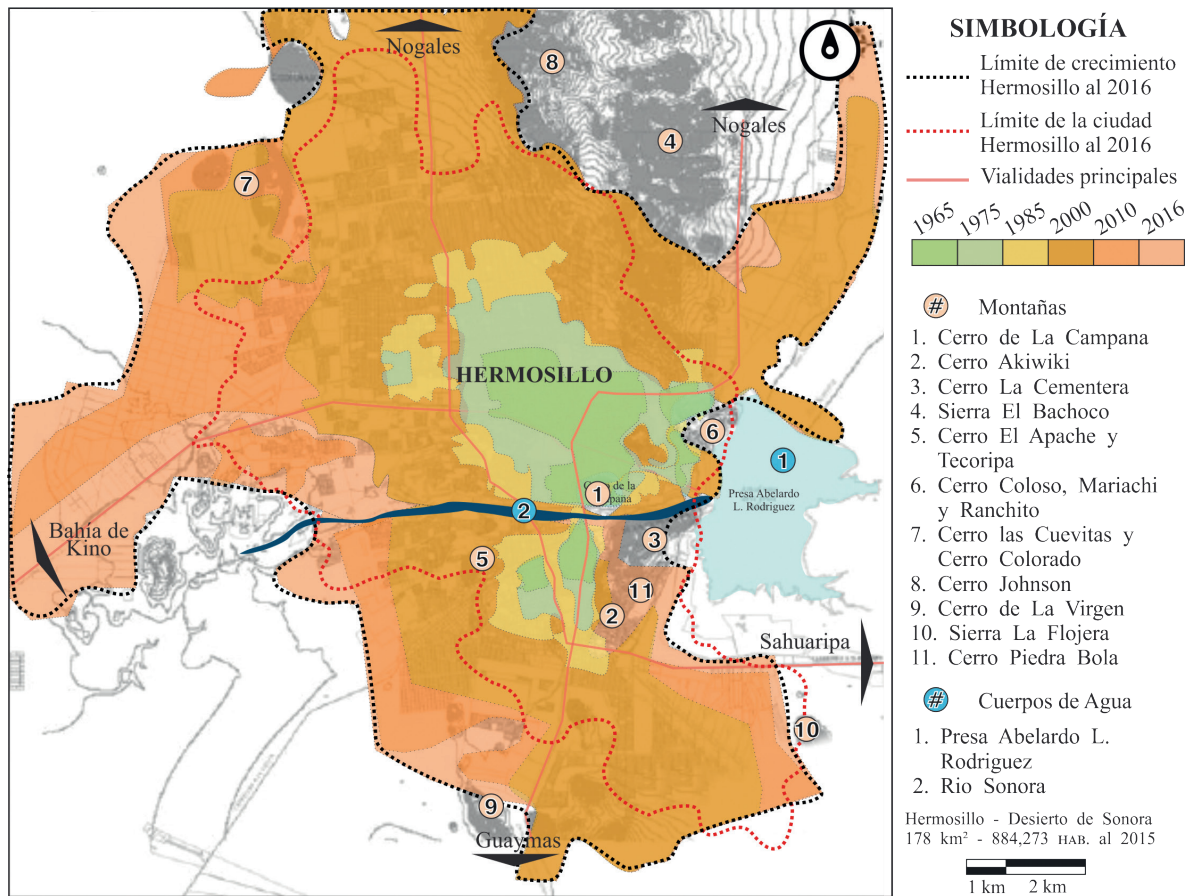 Nogales
8
Nogales
4
7
HERMOSILLO
6
1
Presa Abelardo
L. Rodriguez
de la
1
pana
2
Bahía de
Kino
3
5
11
2
Sahuaripa
10
9
Guaymas
SIMBOLOGÍA
Límite de crecimiento
Hermosillo al 2016
Límite de la ciudad
Hermosillo al 2016
Vialidades principales
1965 1975 1985 2000 2010 2016
# Montañas
1. Cerro de La Campana
2. Cerro Akiwiki
3. Cerro La Cementera
4. Sierra El Bachoco
5. Cerro El Apache y
Tecoripa
6. Cerro Coloso, Mariachi
y Ranchito
7. Cerro las Cuevitas y
Cerro Colorado
8. Cerro Johnson
9. Cerro de La Virgen
10. Sierra La Flojera
11. Cerro Piedra Bola
# Cuerpos de Agua
1. Presa Abelardo L.
Rodriguez
2. Rio Sonora
Hermosillo - Desierto de Sonora
178 km² - 884,273 HAB. al 2015
1 km 2 km